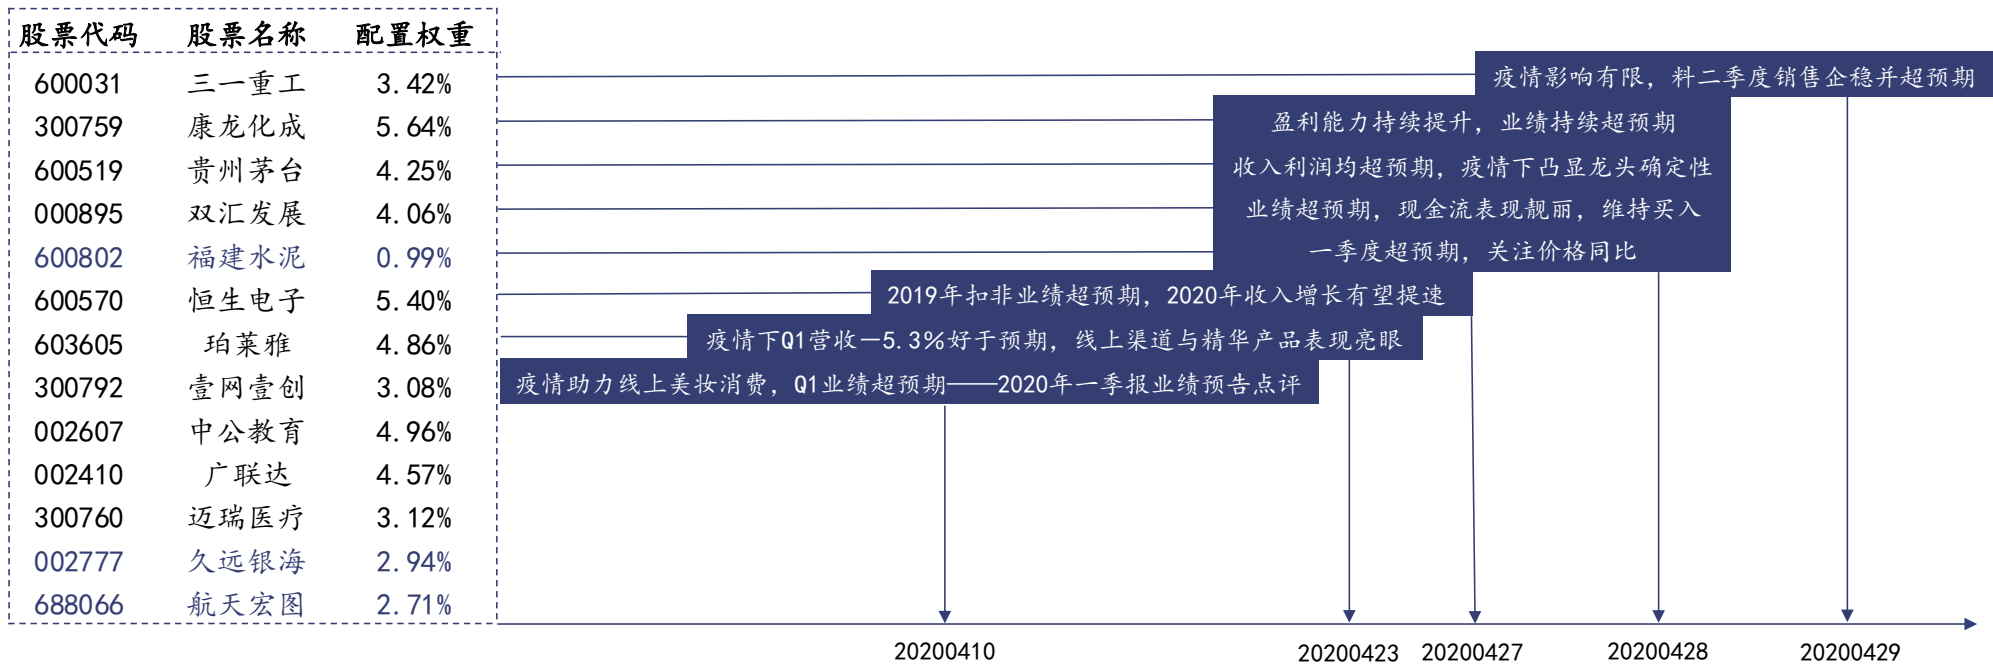 股票代码 股票名称 配置权重
600031 三一重工 3.42% 疫情影响有限，料二季度销售企稳并超预期
300759 康龙化成 5.64% 盈利能力持续提升，业绩持续超预期
600519 贵州茅台 4.25% 收入利润均超预期，疫情下凸显龙头确定性
000895 双汇发展 4.06% 业绩超预期，现金流表现靓丽，维持买入
600802 福建水泥 0.99% 一季度超预期，关注价格同比
600570 恒生电子 5.40% 2019年扣非业绩超预期，2020年收入增长有望提速
603605 珀莱雅 4.86% 疫情下Q1营收－5.3％好于预期，线上渠道与精华产品表现亮眼
300792 壹网壹创 3.08% 疫情助力线上美妆消费，Q1业绩超预期——2020年一季报业绩预告点评
002607 中公教育 4.96%
002410 广联达 4.57%
300760 迈瑞医疗 3.12%
002777 久远银海 2.94%
688066 航天宏图 2.71%
20200410 20200423 20200427 20200428 20200429